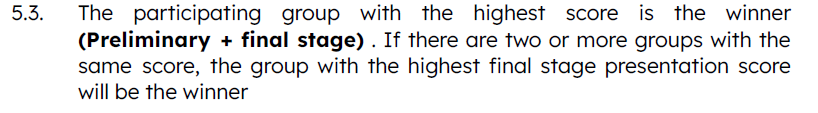 5.3. The participating group with the highest score is the winner
(Preliminary + final stage) . If there are two or more groups with the
same score, the group with the highest final stage presentation score
will be the winner